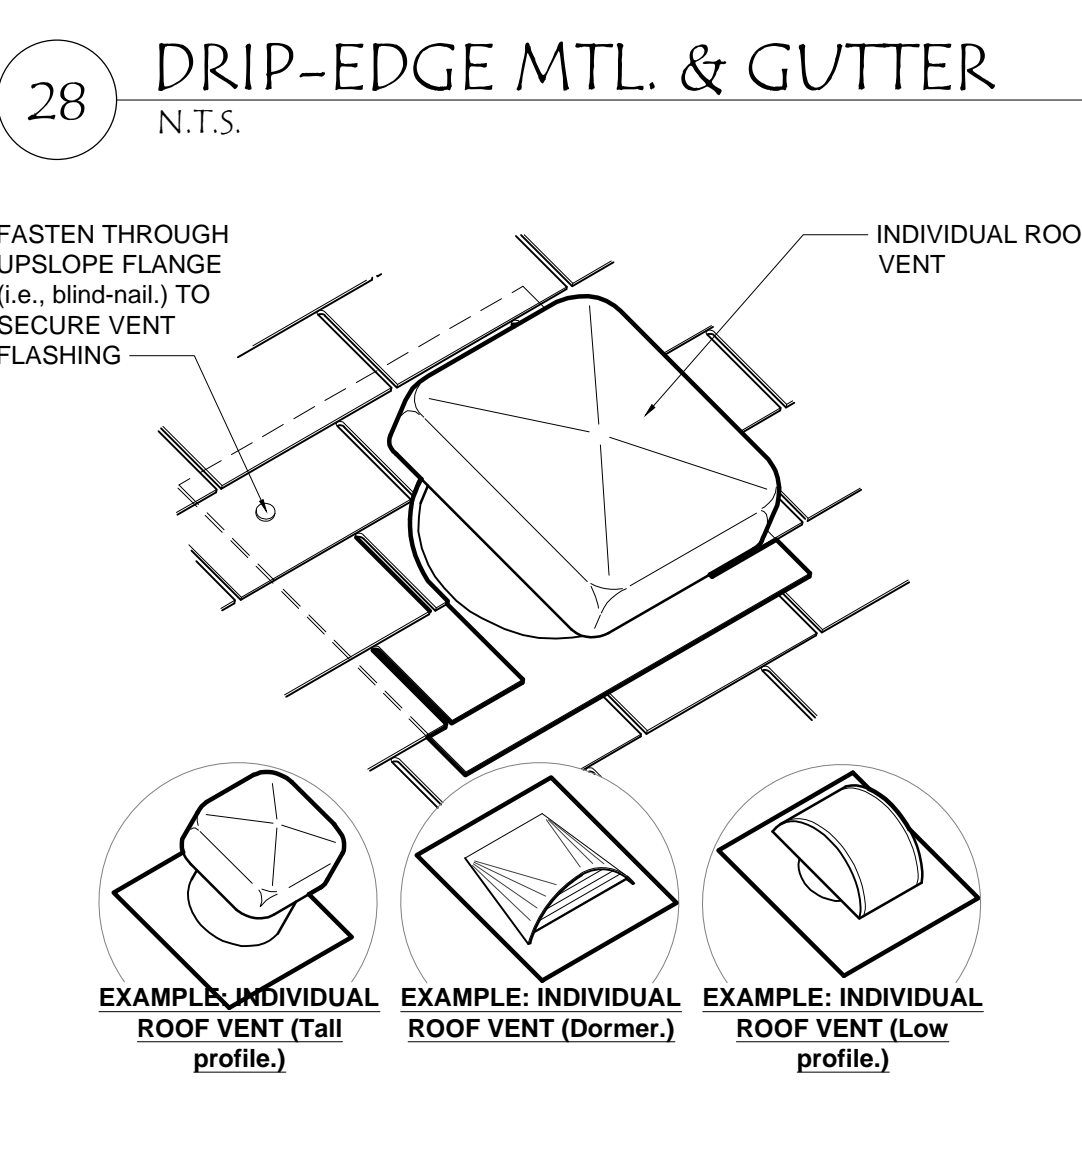 28
DRIP-EDGE MTL. & GUTTER
N.T.S.
FASTEN THROUGH
UPSLOPE FLANGE
(i.e., blind-nail.) TO
SECURE VENT
FLASHING
INDIVIDUAL ROO
VENT
EXAMPLE: INDIVIDUAL
ROOF VENT (Tall
profile.)
EXAMPLE: INDIVIDUAL
ROOF VENT (Dormer.)
EXAMPLE: INDIVIDUAL
ROOF VENT (Low
profile.)